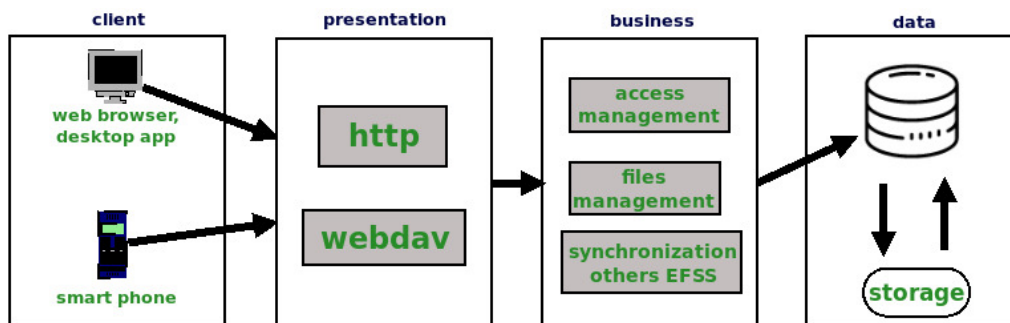 client
web browser,
desktop app
smart phone
presentation
http
webdav
business
access
management
files
management
synchronization
others EFSS
data
storage